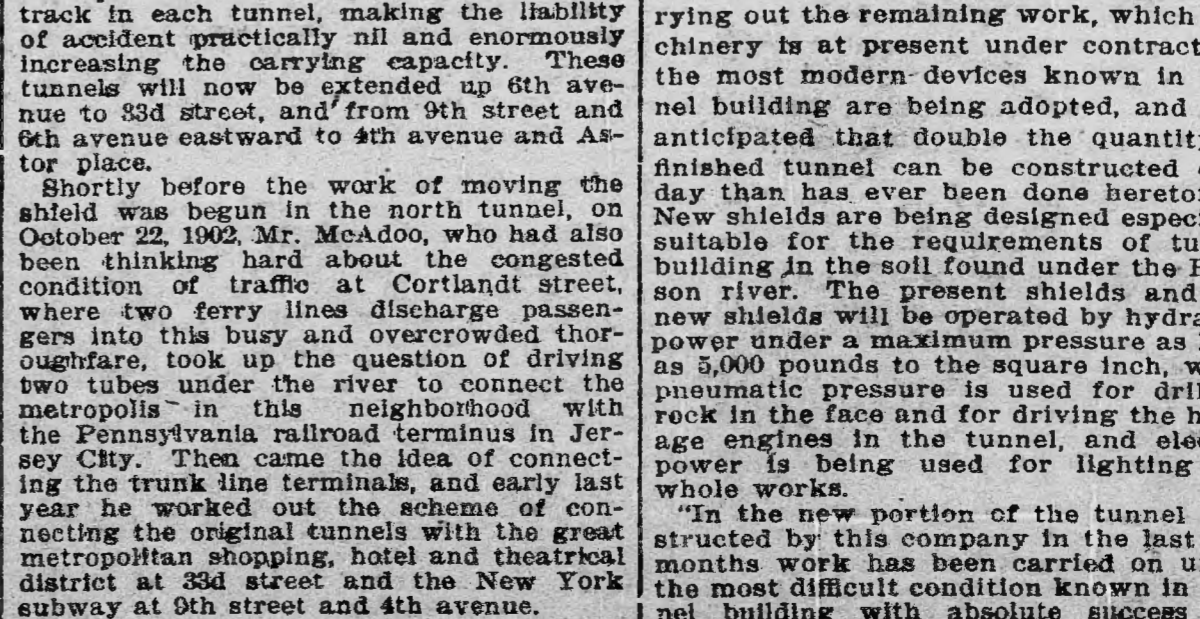 track in each tunnel, making the liability
of accident practically nil and enormously
increasing the carrying capacity. These
tunnels will now be extended up 6th ave-
nue to 33d street, and from 9th street and
6th avenue eastward to 4th avenue and As-
tor place.
Shortly before the work of moving the
shield was begun in the north tunnel, on
October 22, 1902, Mr. McAdoo, who had also
been thinking hard about the congested
condition of traffic at Cortlandt street,
where two ferry lines discharge passen-
gers into this busy and overcrowded thor-
oughfare, took up the question of driving
two tubes under the river to connect the
metropolis in this neighborhood with
the Pennsylvania railroad terminus in Jer-
sey City. Then came the idea of connect-
ing the trunk line terminals, and early last
year he worked out the scheme of con-
necting the original tunnels with the great
metropolitan shopping, hotel and theatrical
district at 33d street and the New York
subway at 9th street and 4th avenue.
rying out the remaining work, which
chinery is at present under contract
the most modern devices known in
nel building are being adopted, and
anticipated that double the quantit
finished tunnel can be constructed
day than has ever been done hereto
New shields are being designed espec
suitable for the requirements of tu
building in the soil found under the H
son river. The present shields and
new shields will be operated by hydra
power under a maximum pressure as
as 5,000 pounds to the square inch, w
pneumatic pressure is used for dril
rock in the face and for driving the h
age engines in the tunnel, and elec
power is being used for lighting
whole works.
"In the new portion of the tunnel
structed by this company in the last
months work has been carried on u
the most difficult condition known in
nel building with absolute success